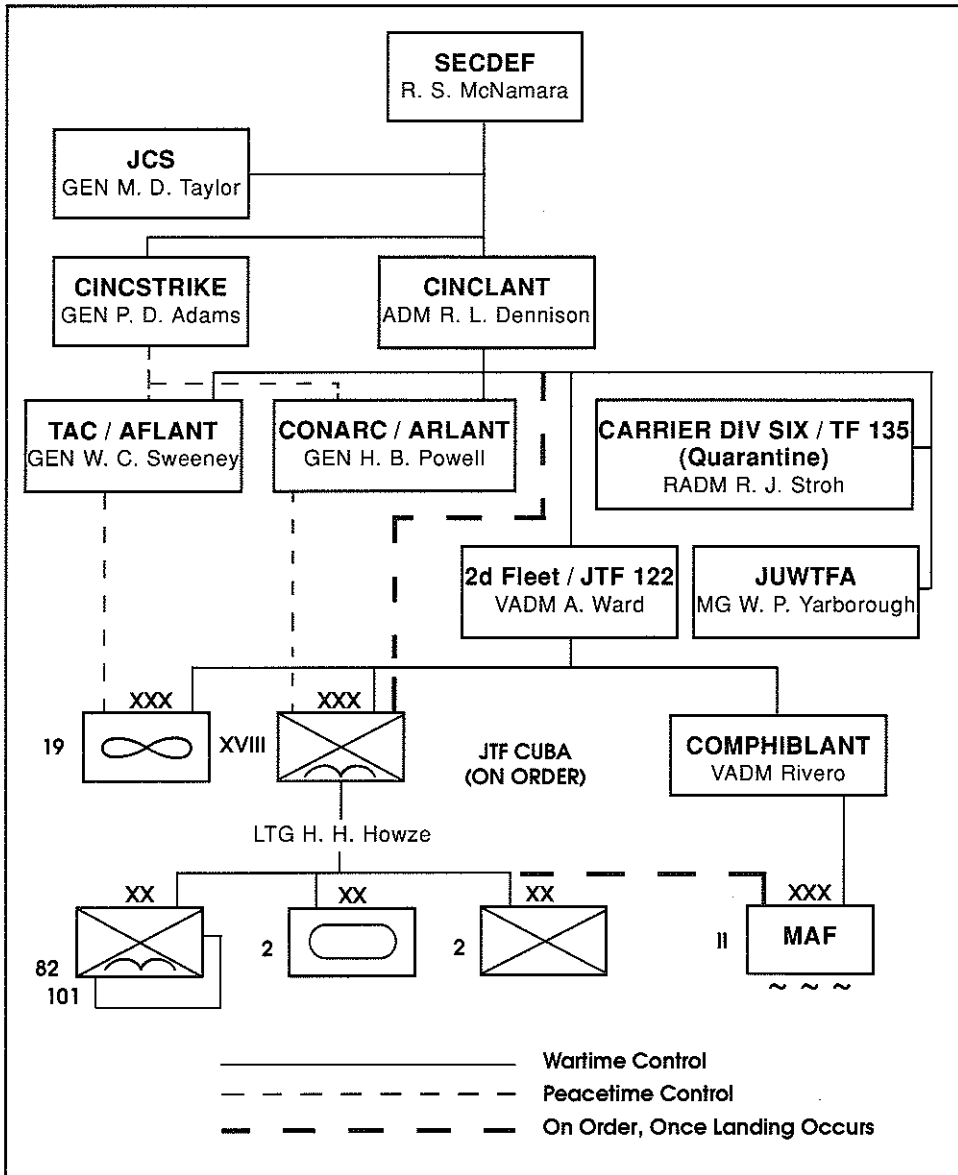 SECDEF
R. S. McNamara
JCS
GEN M. D. Taylor
CINCSTRIKE
GEN P. D. Adams
CINCLANT
ADM R. L. Dennison
TAC / AFLANT
GEN W. C. Sweeney
CONARC / ARLANT
GEN H. B. Powell
CARRIER DIV SIX / TF 135
(Quarantine)
RADM R. J. Stroh
2d Fleet / JTF 122
VADM A. Ward
JUWTFA
MG W. P. Yarborough
XXX
19
XXX
XVIII
JTF CUBA
(ON ORDER)
COMPHIBLANT
VADM Rivero
LTG H. H. Howze
XX
82
101
XX
2
XX
2
XXX
II
MAF
~ ~ ~
Wartime Control
Peacetime Control
On Order, Once Landing Occurs